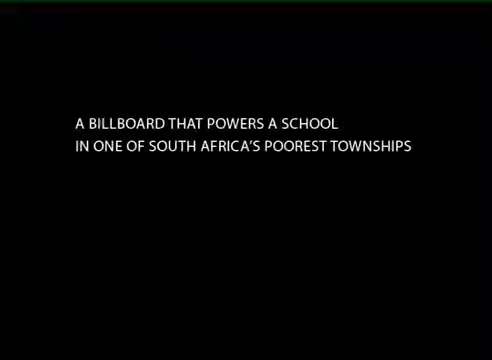 A BILLBOARD THAT POWERS A SCHOOL
IN ONE OF SOUTH AFRICA'S POOREST TOWNSHIPS